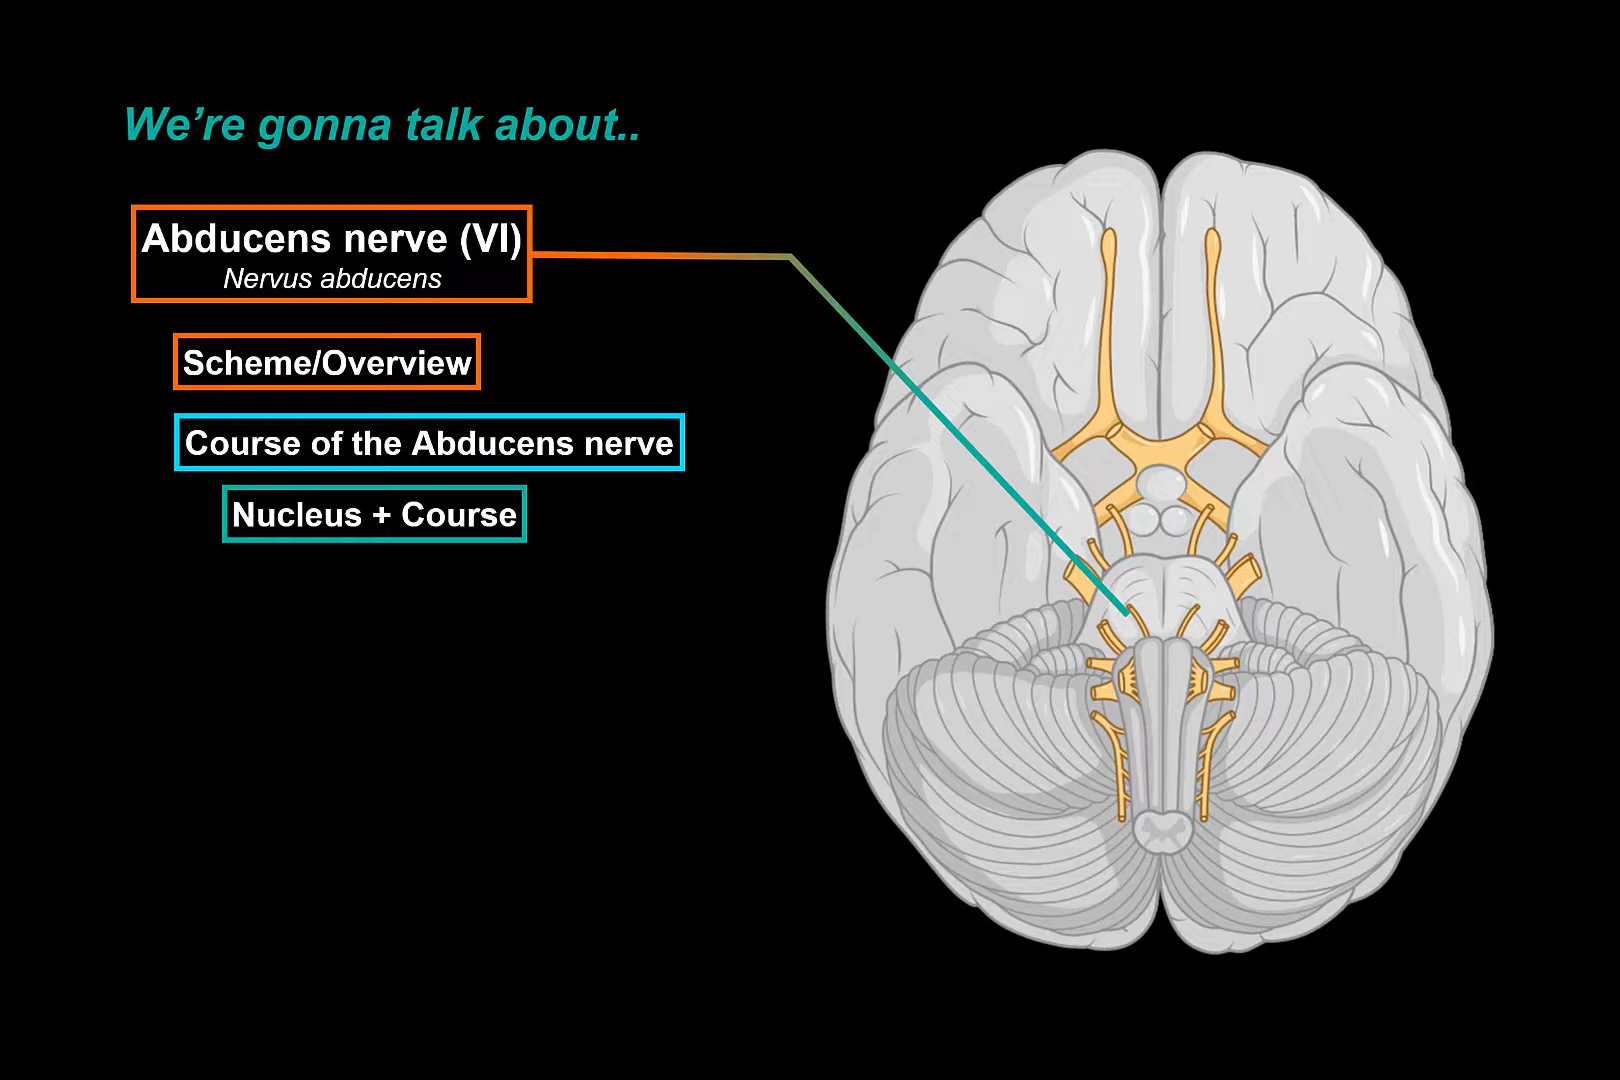 We’re gonna talk about..
Abducens nerve (VI)
Nervus abducens
Scheme/Overview
Course of the Abducens nerve
Nucleus + Course